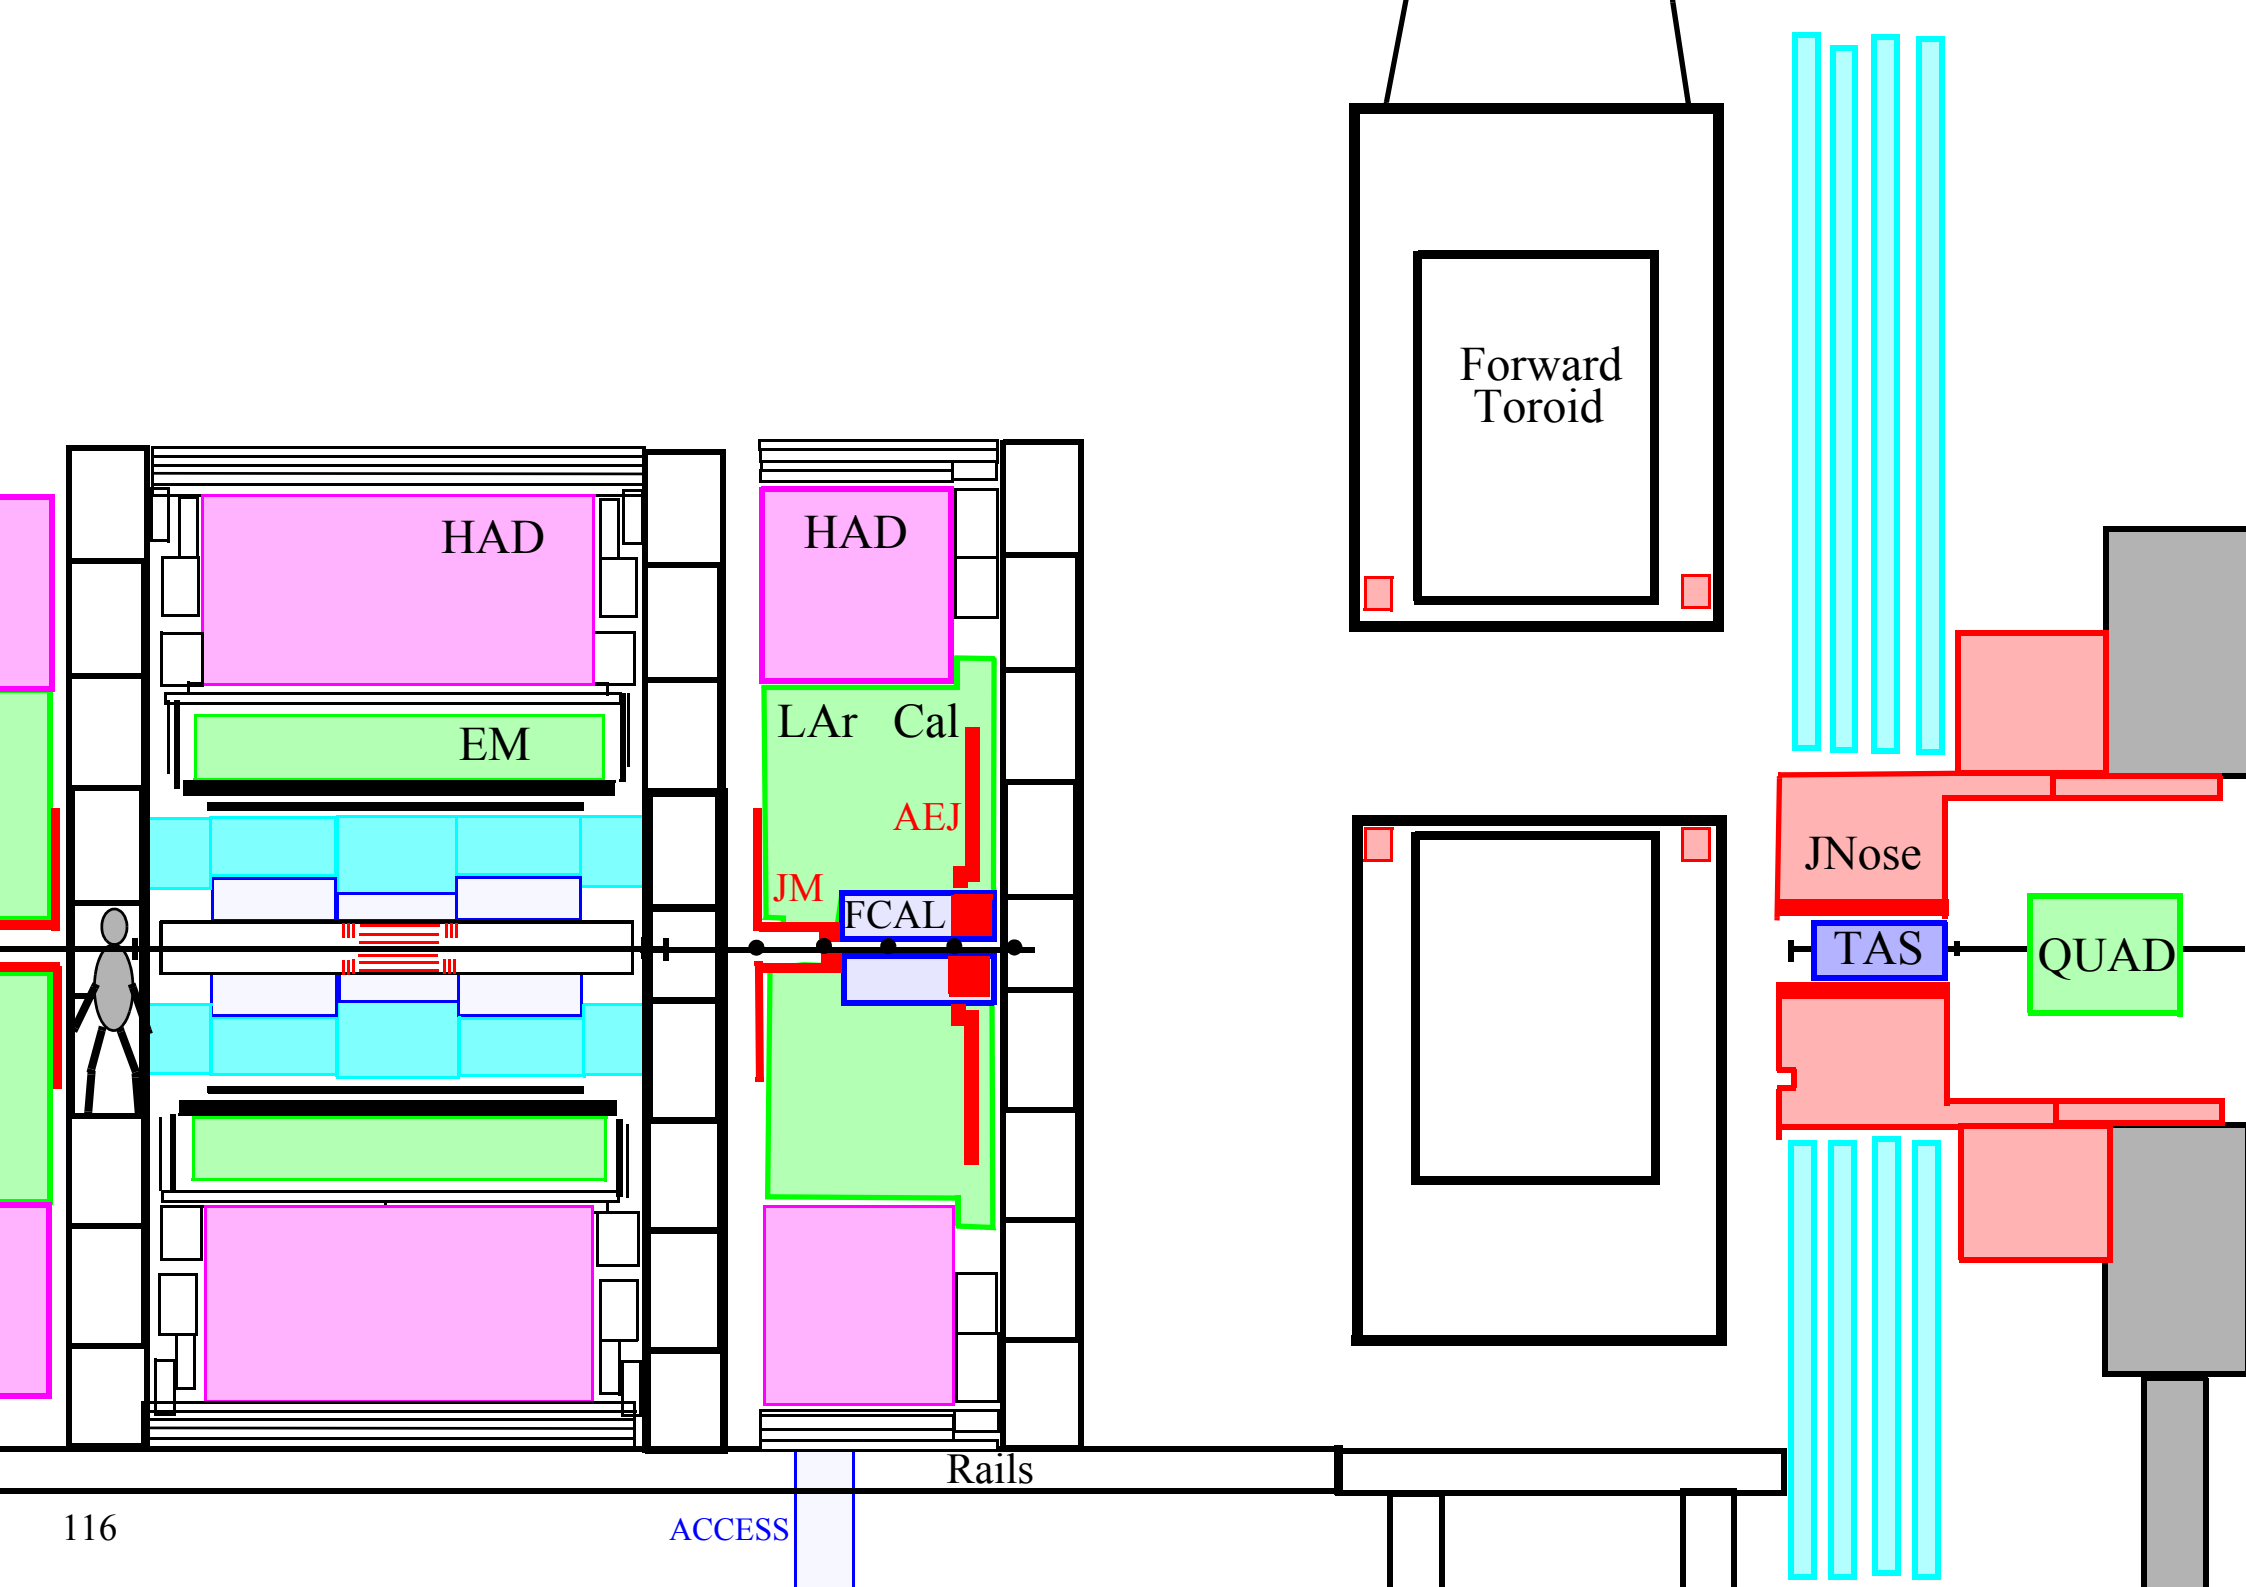 Forward
Toroid
HAD
HAD
LAr Cal
EM
AEJ
JM
JNose
FCAL
TAS
QUAD
Rails
116
ACCESS